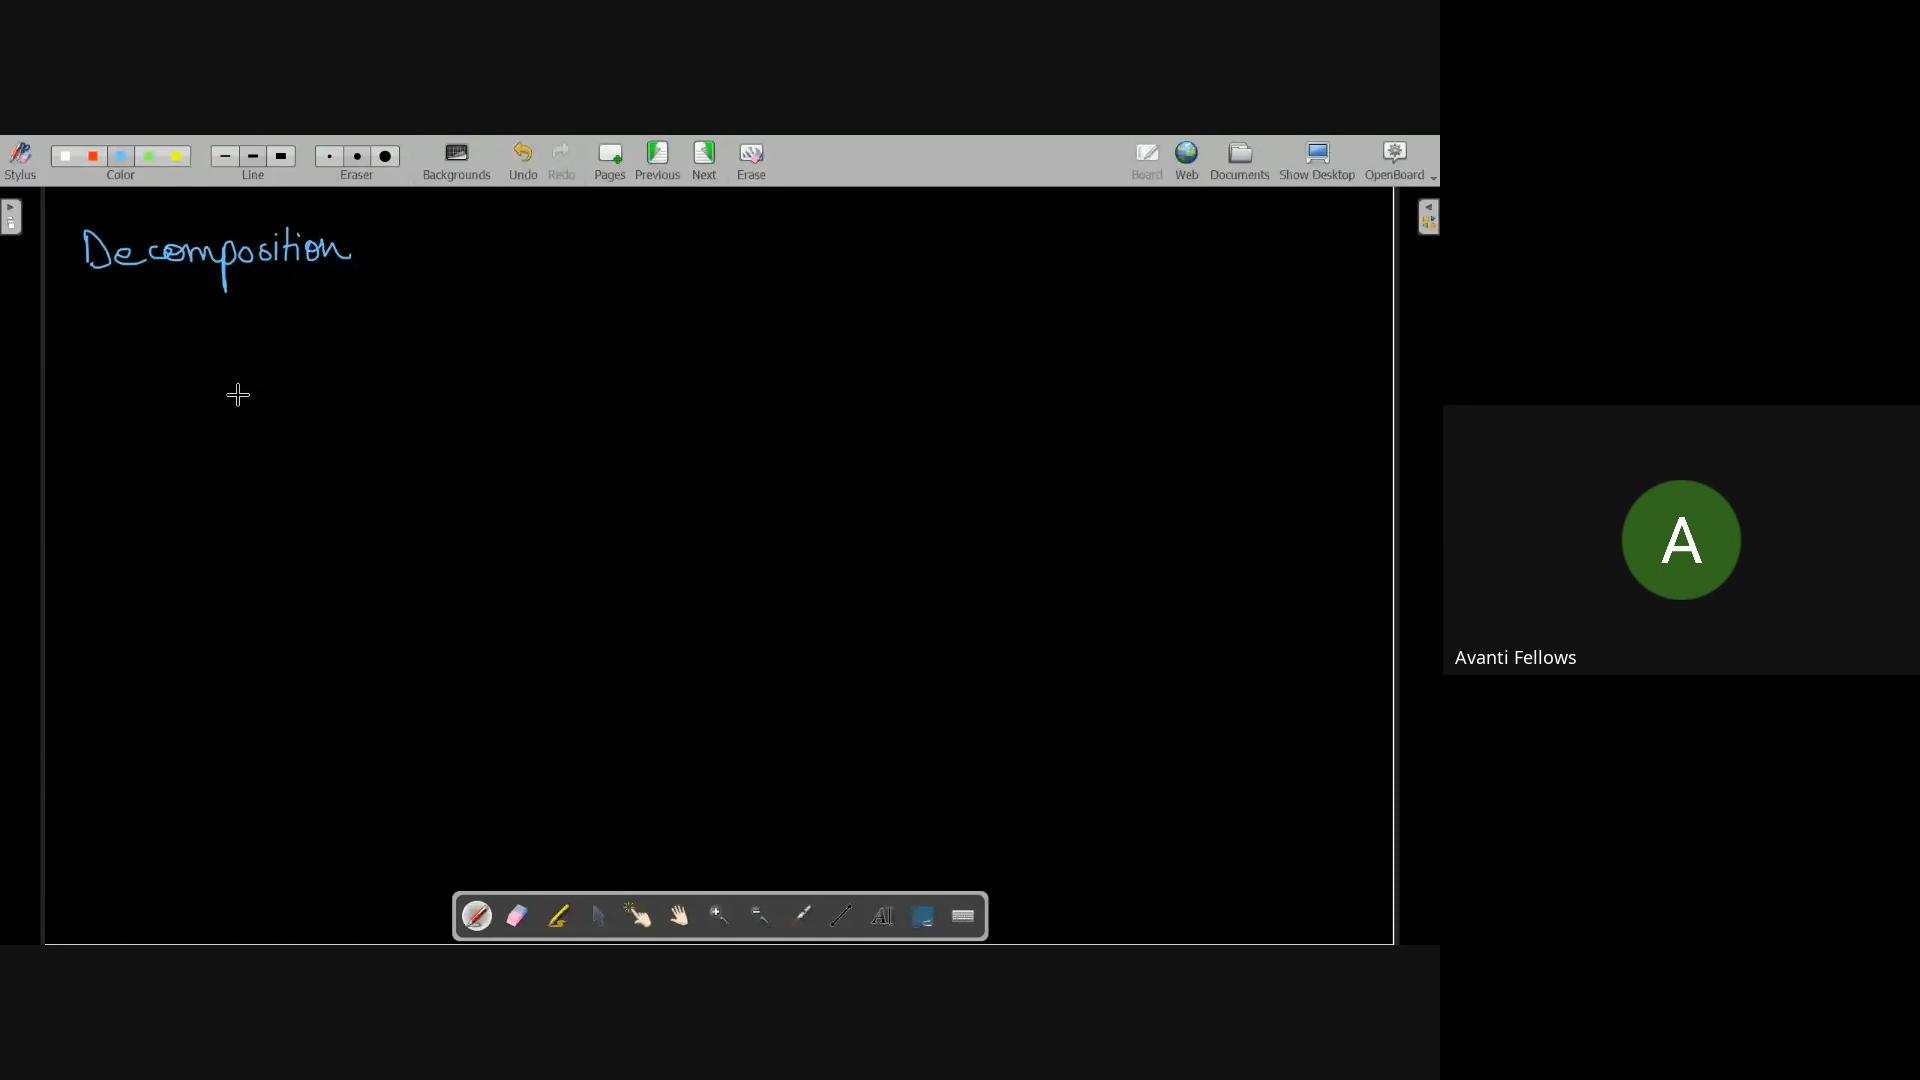 Stylus
Color
Line
Eraser
Backgrounds
Undo
Redo
Pages
Previous
Next
Erase
Board
Web
Documents
Show Desktop
OpenBoard
Decomposition
A
Avanti Fellows
AI